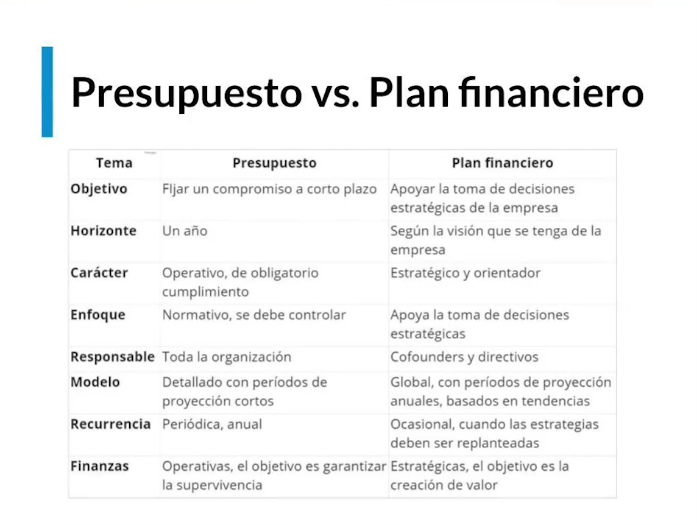 Presupuesto vs. Plan financiero
Tema Presupuesto Plan financiero
Objetivo FIjar un compromiso a corto plazo Apoyar la toma de decisiones
estratégicas de la empresa
Horizonte Un año Según la visión que se tenga de la
empresa
Carácter Operativo, de obligatorio Estratégico y orientador
cumplimiento
Enfoque Normativo, se debe controlar Apoya la toma de decisiones
estratégicas
Responsable Toda la organización Cofounders y directivos
Modelo Detallado con períodos de Global, con períodos de proyección
proyección cortos anuales, basados en tendencias
Recurrencia Periódica, anual Ocasional, cuando las estrategias
deben ser replanteadas
Finanzas Operativas, el objetivo es garantizar Estratégicas, el objetivo es la
la supervivencia creación de valor